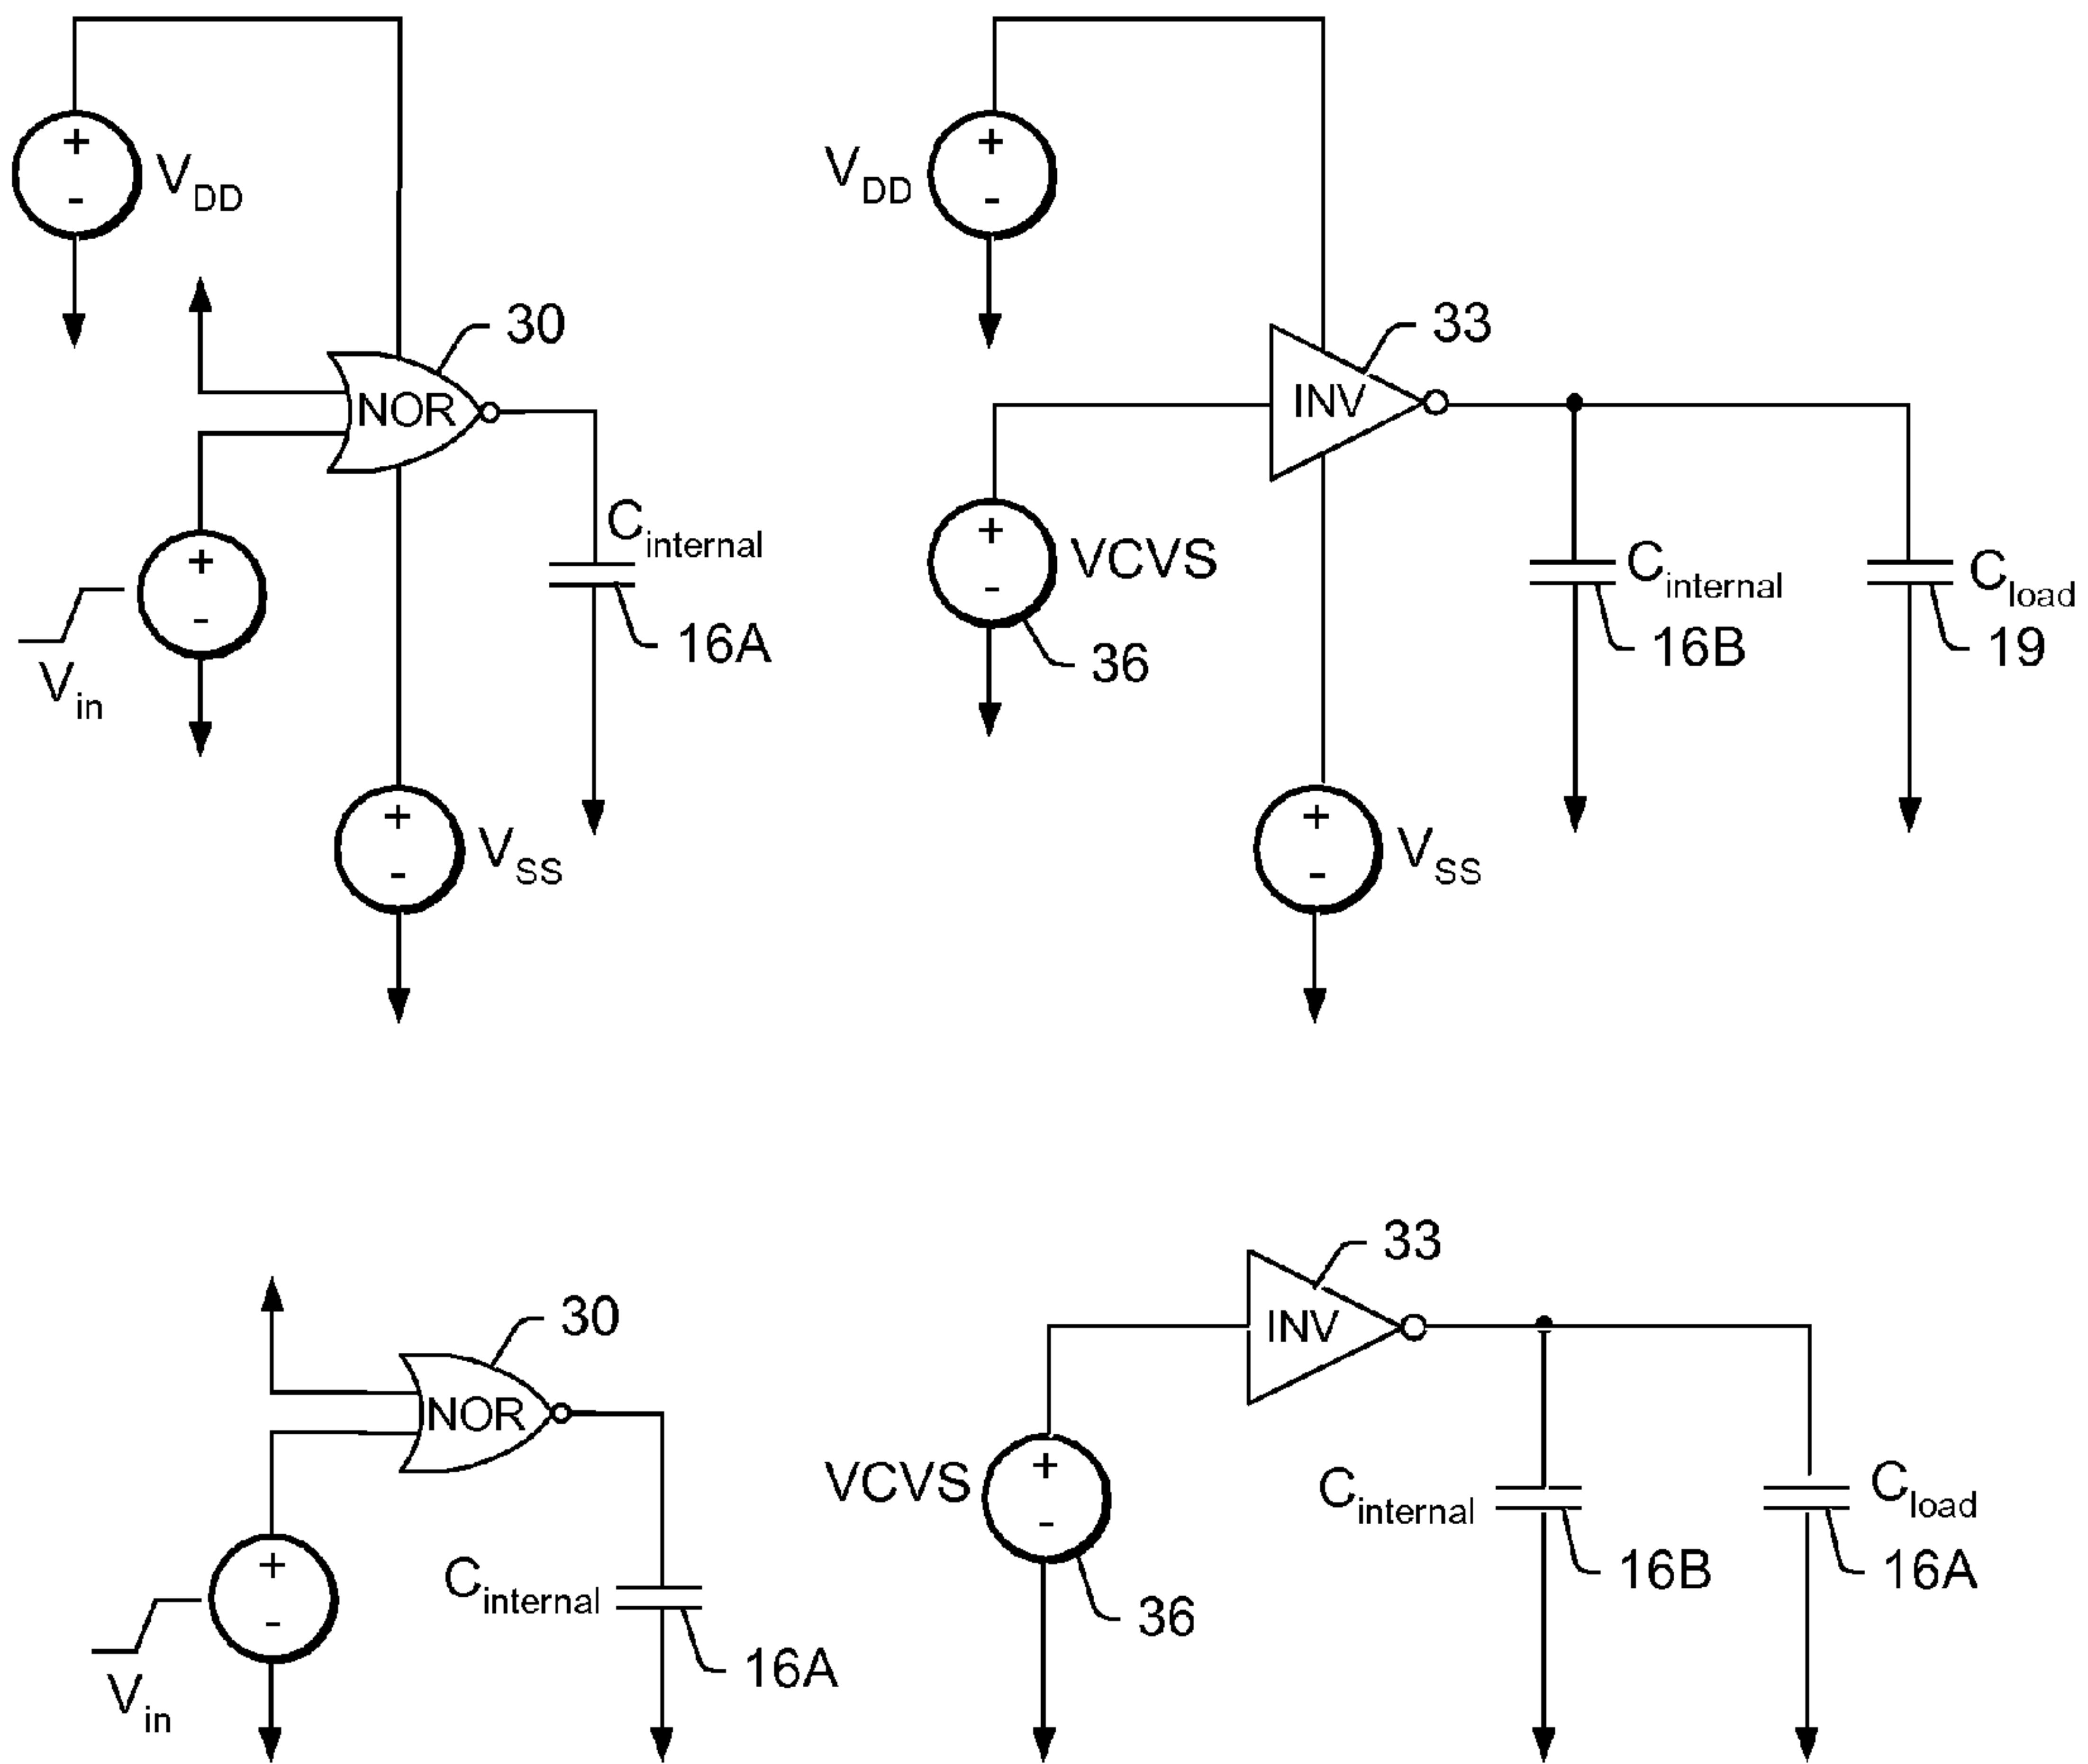 +
-
VDD
30
NOR
Cinternal
16A
+
-
Vin
+
-
VSS
+
-
VDD
33
INV
+
-
VCVS
36
Cinternal
16B
Cload
19
+
-
VSS
30
NOR
Cinternal
16A
+
-
Vin
33
INV
VCVS
+
-
36
Cinternal
16B
Cload
16A